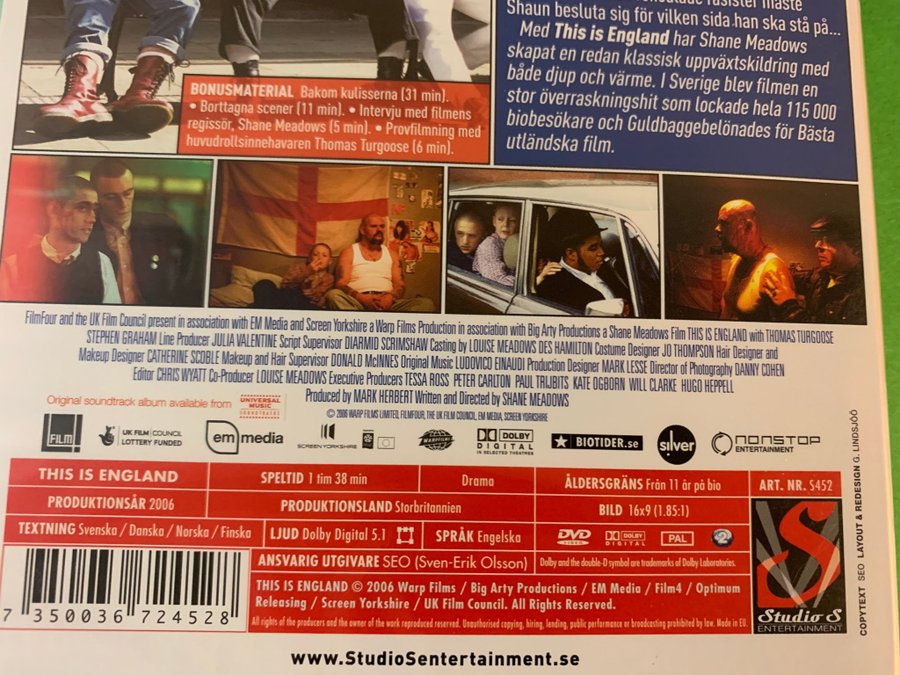 rasister måste
Shaun besluta sig för vilken sida han ska stå på...
Med This is England har Shane Meadows
skapat en redan klassisk uppväxtskildring med
både djup och värme. I Sverige blev filmen en
stor överraskningshit som lockade hela 115 000
biobesökare och Guldbaggebelönades för Bästa
utländska film.
BONUSMATERIAL Bakom kulisserna (31 min).
• Borttagna scener (11 min). • Intervju med filmens
regissör, Shane Meadows (5 min). • Provfilmning med
huvudrollsinnehavaren Thomas Turgoose (6 min).
FilmFour and the UK Film Council present in association with EM Media and Screen Yorkshire a Warp Films Production in association with Big Arty Productions a Shane Meadows Film THIS IS ENGLAND with THOMAS TURGOOSE
STEPHEN GRAHAM Line Producer JULIA VALENTINE Script Supervisor DIARMID SCRIMSHAW Casting by LOUISE MEADOWS DES HAMILTON Costume Designer JO THOMPSON Hair Designer and
Makeup Designer CATHERINE SCOBLE Makeup and Hair Supervisor DONALD McINNES Original Music LUDOVICO EINAUDI Production Designer MARK LESSE Director of Photography DANNY COHEN
Editor CHRIS WYATT Co-Producer LOUISE MEADOWS Executive Producers TESSA ROSS PETER CARLTON PAUL TRIJBITS KATE OGBORN WILL CLARKE HUGO HEPPELL
Produced by MARK HERBERT Written and Directed by SHANE MEADOWS
Original soundtrack album available from UNIVERSAL MUSIC SOUNDTRACKS
© 2006 WARP FILMS LIMITED, FILMFOUR, THE UK FILM COUNCIL, EM MEDIA, SCREEN YORKSHIRE
FILM UK FILM COUNCIL LOTTERY FUNDED em media SCREEN YORKSHIRE WARPFILMS DOLBY DIGITAL IN SELECTED THEATRES BIOTIDER.se silver NONSTOP ENTERTAINMENT
THIS IS ENGLAND SPELTID 1 tim 38 min Drama ÅLDERSGRÄNS Från 11 år på bio ART. NR. S452
PRODUKTIONSÅR 2006 PRODUKTIONSLAND Storbritannien BILD 16x9 (1.85:1)
TEXTNING Svenska / Danska / Norska / Finska LJUD Dolby Digital 5.1 SPRÅK Engelska DVD VIDEO DOLBY DIGITAL PAL 2
ANSVARIG UTGIVARE SEO (Sven-Erik Olsson) Dolby and the double-D symbol are trademarks of Dolby Laboratories.
THIS IS ENGLAND © 2006 Warp Films / Big Arty Productions / EM Media / Film4 / Optimum
Releasing / Screen Yorkshire / UK Film Council. All Rights Reserved.
All rights of the producers and the owner of the work reproduced reserved. Unauthorised copying, hiring, lending, public performance or broadcasting prohibited by law. Made in EU.
7 350036 724528
S
Studio S
ENTERTAINMENT
COPYTEXT SEO LAYOUT & REDESIGN G. LINDSJÖÖ
www.StudioSentertainment.se